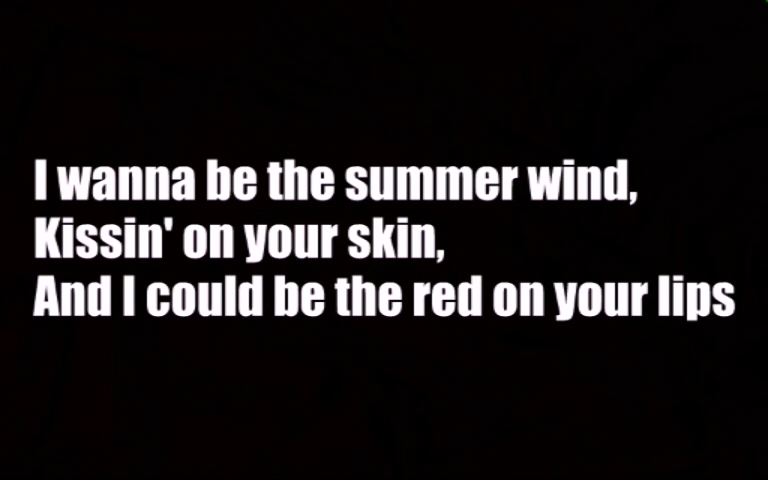 I wanna be the summer wind,
Kissin' on your skin,
And I could be the red on your lips